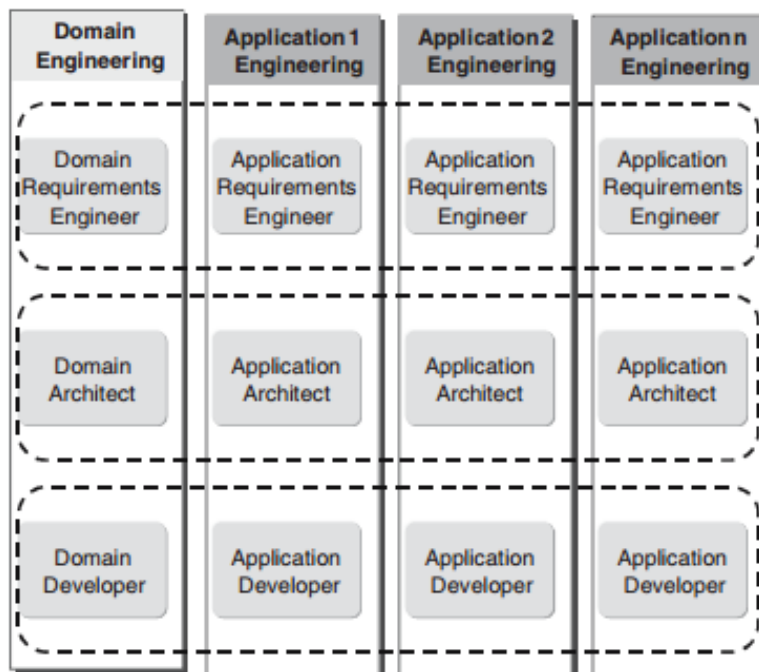 Domain
Engineering
Application 1
Engineering
Application 2
Engineering
Application n
Engineering
Domain
Requirements
Engineer
Application
Requirements
Engineer
Application
Requirements
Engineer
Application
Requirements
Engineer
Domain
Architect
Application
Architect
Application
Architect
Application
Architect
Domain
Developer
Application
Developer
Application
Developer
Application
Developer